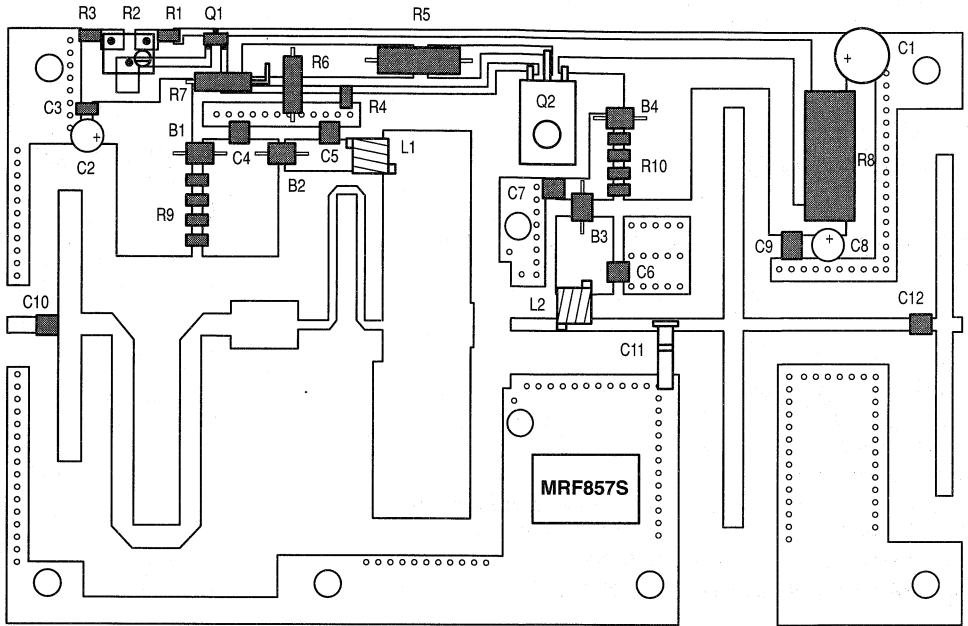 R3 R2 R1 Q1 R5
C1
R6
R7 R4
C3
Q2 B4
B1
C4 C5 L1
C2
B2
R10
R8
C7
R9
B3
C9 C8
C6
C10 L2 C12
C11
MRF857S